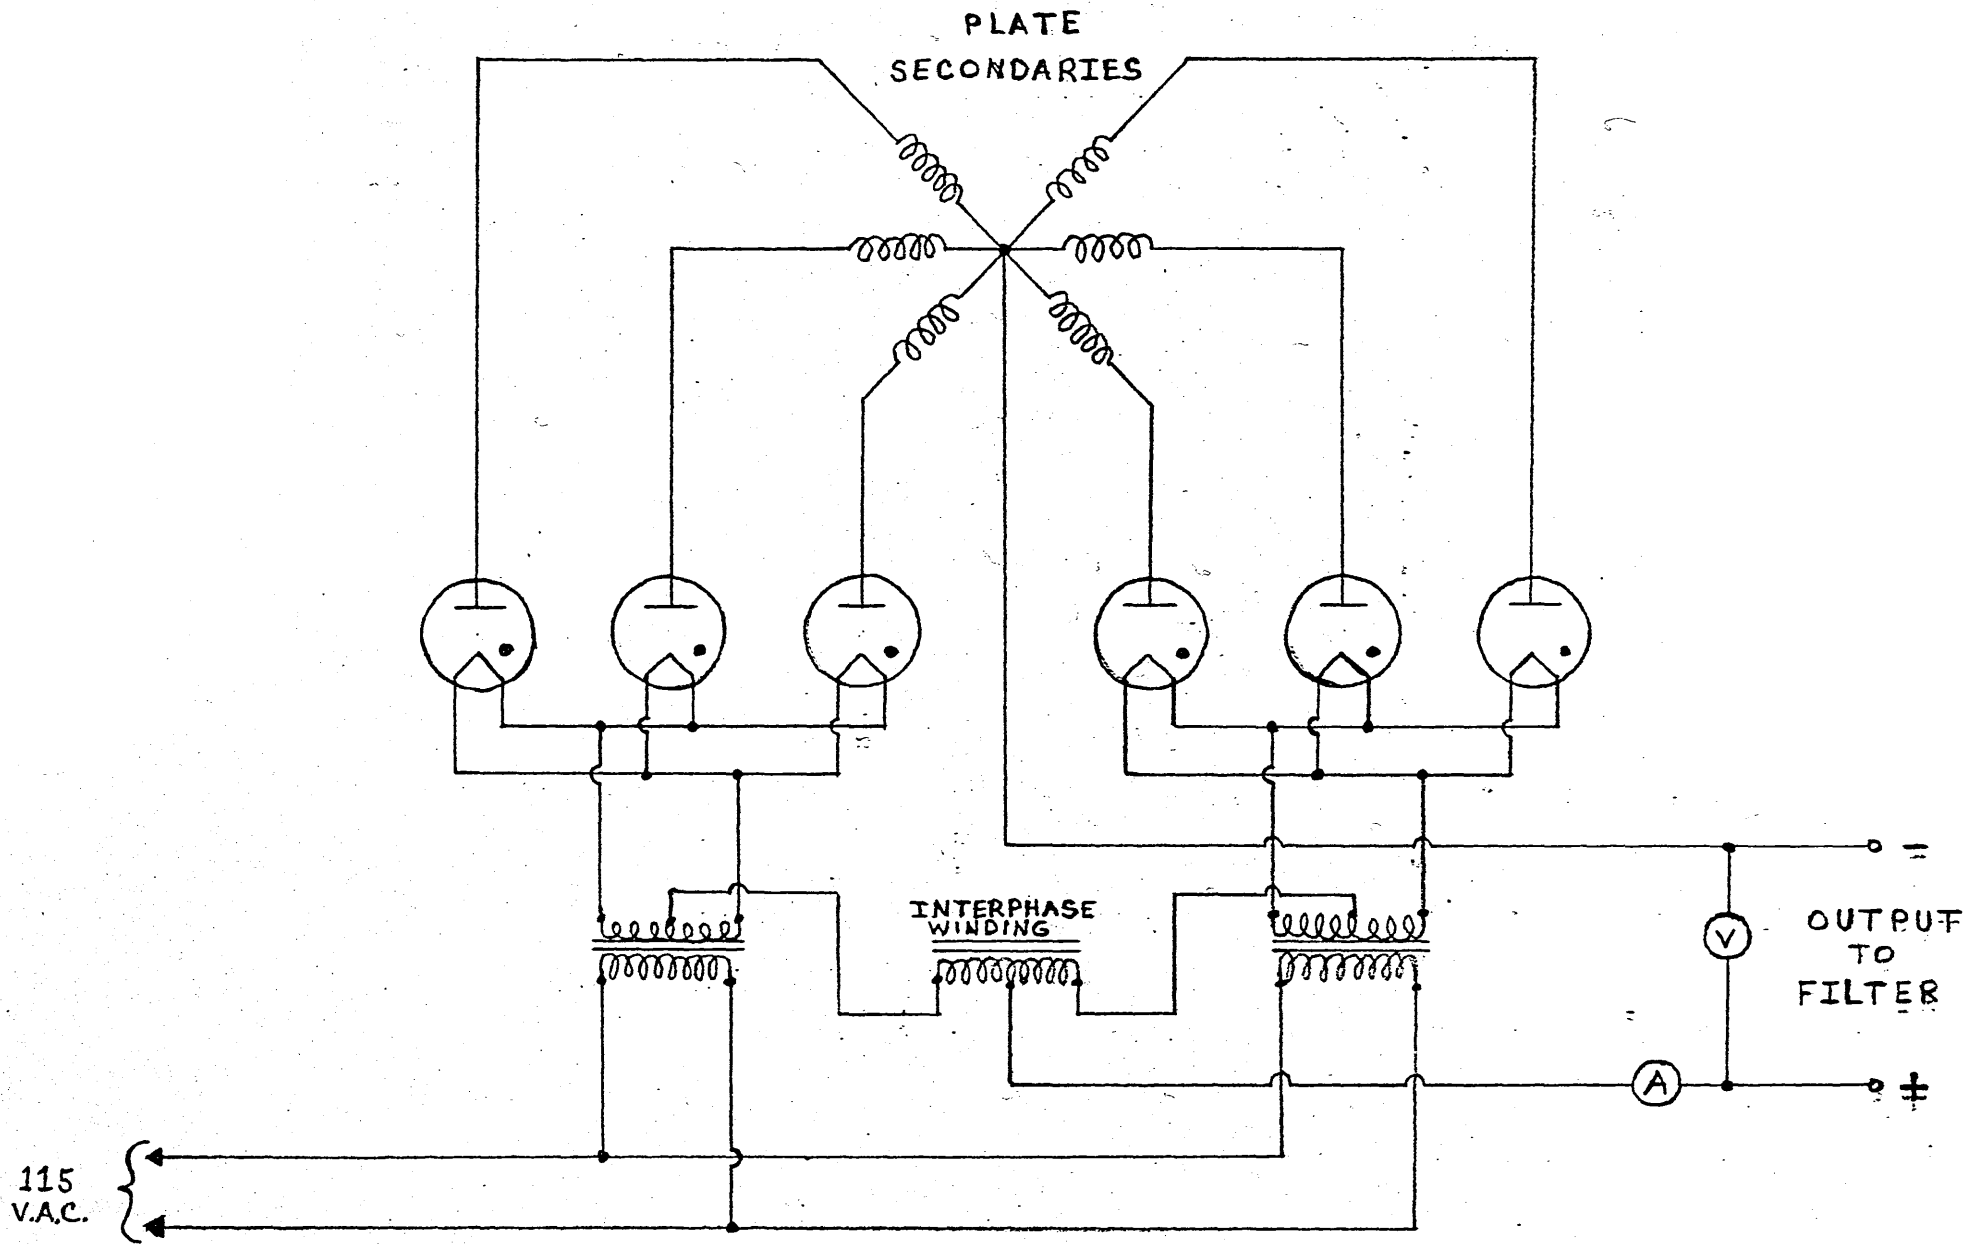 PLATE
SECONDARIES
INTERPHASE
WINDING
-
V
OUTPUT
TO
FILTER
A
+
115
V.A.C.